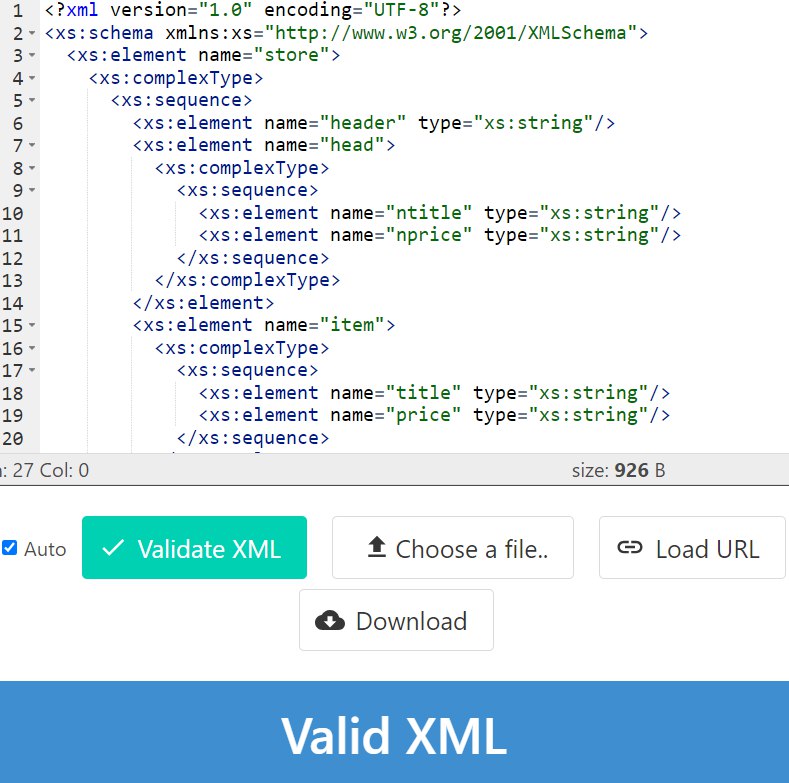 1 <?xml version="1.0" encoding="UTF-8"?>
2 <xs:schema xmlns:xs="http://www.w3.org/2001/XMLSchema">
3 <xs:element name="store">
4 <xs:complexType>
5 <xs:sequence>
6 <xs:element name="header" type="xs:string"/>
7 <xs:element name="head">
8 <xs:complexType>
9 <xs:sequence>
10 <xs:element name="ntitle" type="xs:string"/>
11 <xs:element name="nprice" type="xs:string"/>
12 </xs:sequence>
13 </xs:complexType>
14 </xs:element>
15 <xs:element name="item">
16 <xs:complexType>
17 <xs:sequence>
18 <xs:element name="title" type="xs:string"/>
19 <xs:element name="price" type="xs:string"/>
20 </xs:sequence>
: 27 Col: 0 size: 926 B
Auto Validate XML Choose a file.. Load URL
Download
Valid XML